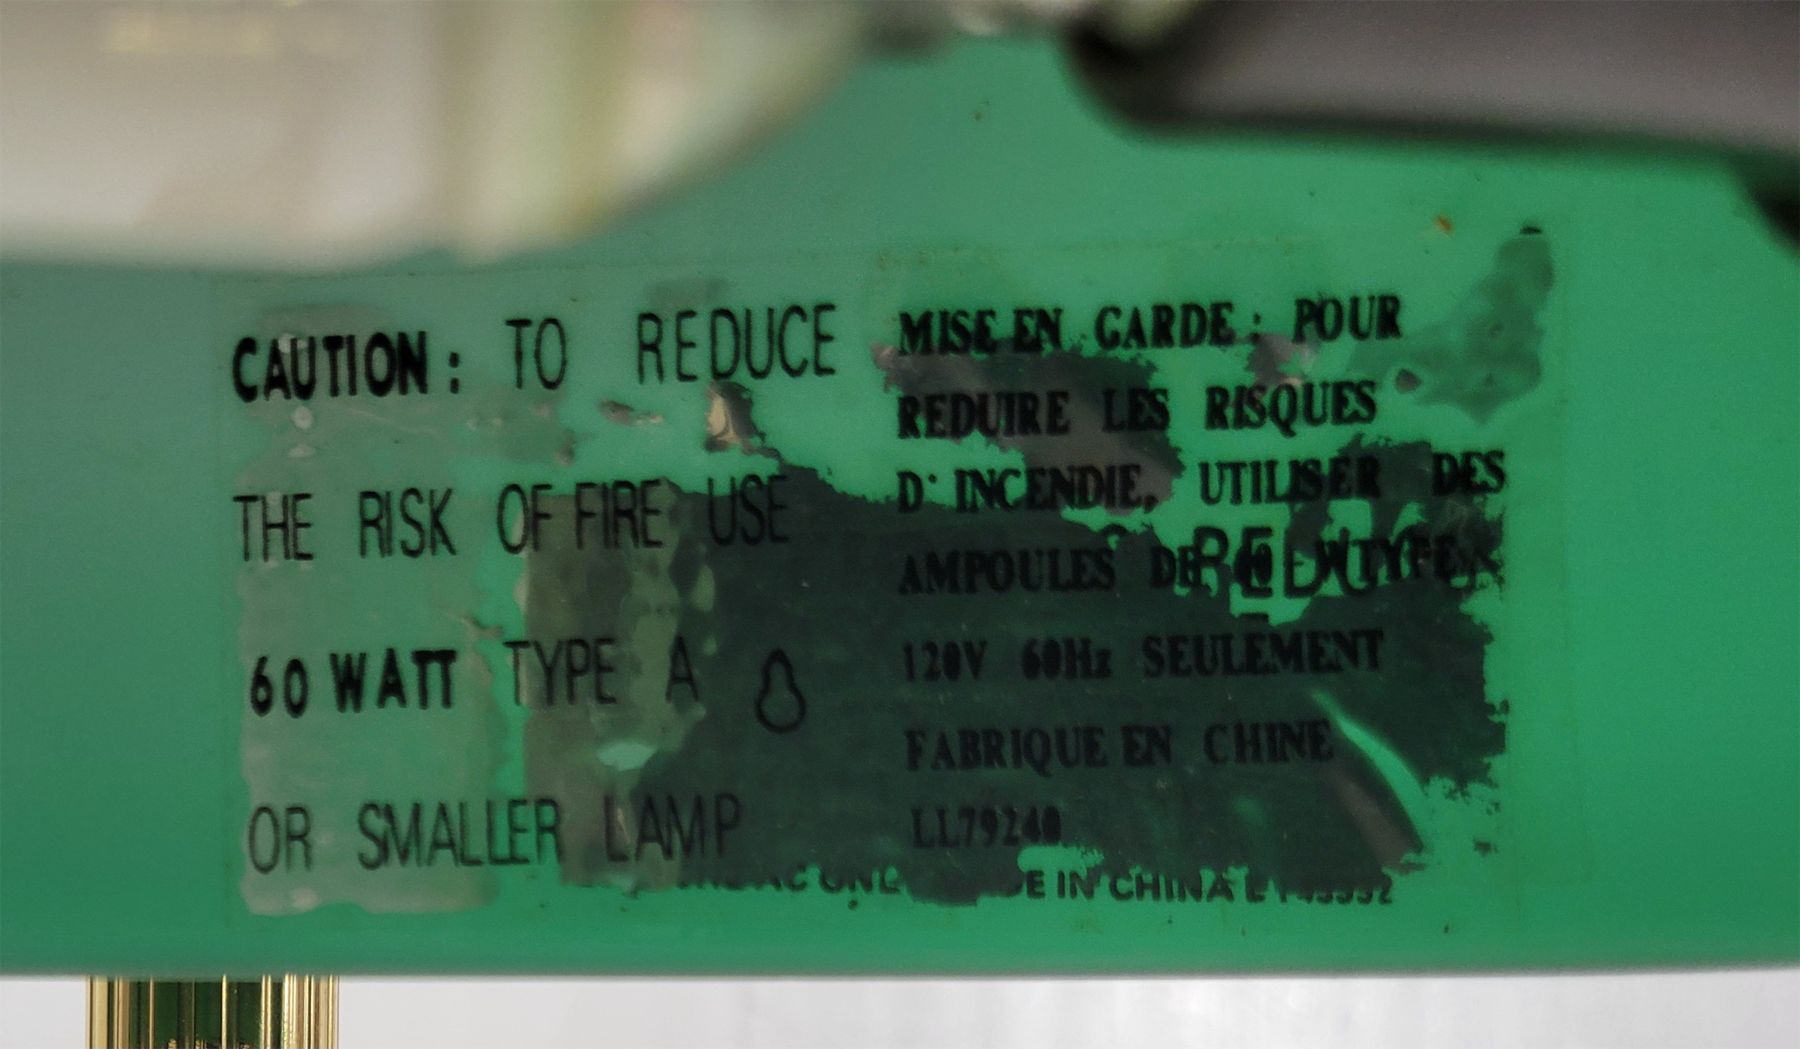 CAUTION: TO REDUCE
THE RISK OF FIRE USE
60 WATT TYPE A
OR SMALLER LAMP
MISE EN GARDE: POUR
REDUIRE LES RISQUES
D'INCENDIE, UTILISER DES
AMPOULES DE TYPE
120V 60Hz SEULEMENT
FABRIQUE EN CHINE
LL79240
IN CHINA